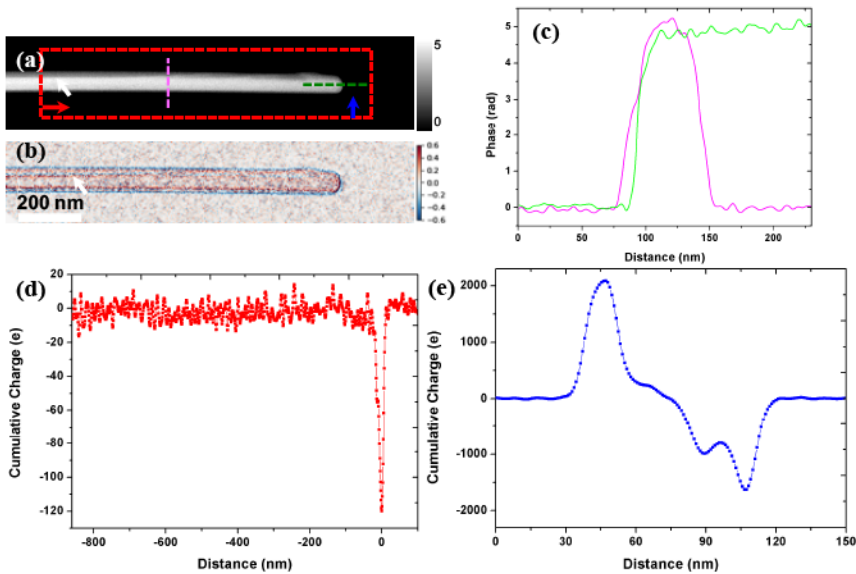 (a)
5
0
(b)
200 nm
0.6
0.4
0.2
0.0
−0.2
−0.4
−0.6
(c)
Phase (rad)
5
4
3
2
1
0
0 50 100 150 200
Distance (nm)
(d)
Cumulative Charge (e)
20
0
-20
-40
-60
-80
-100
-120
-800 -600 -400 -200 0
Distance (nm)
(e)
Cumulative Charge (e)
2000
1000
0
-1000
-2000
0 30 60 90 120 150
Distance (nm)